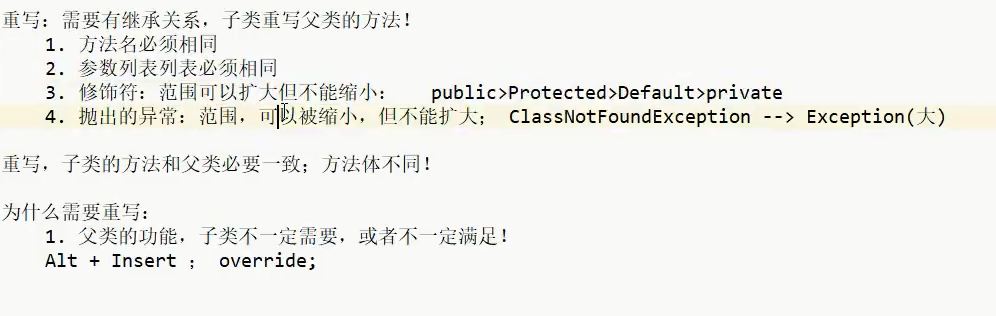 重写：需要有继承关系，子类重写父类的方法！
1. 方法名必须相同
2. 参数列表列表必须相同
3. 修饰符：范围可以扩大但不能缩小：  public>Protected>Default>private
4. 抛出的异常：范围，可以被缩小，但不能扩大； ClassNotFoundException --> Exception(大)
重写，子类的方法和父类必要一致；方法体不同！
为什么需要重写：
1. 父类的功能，子类不一定需要，或者不一定满足！
Alt + Insert ； override;